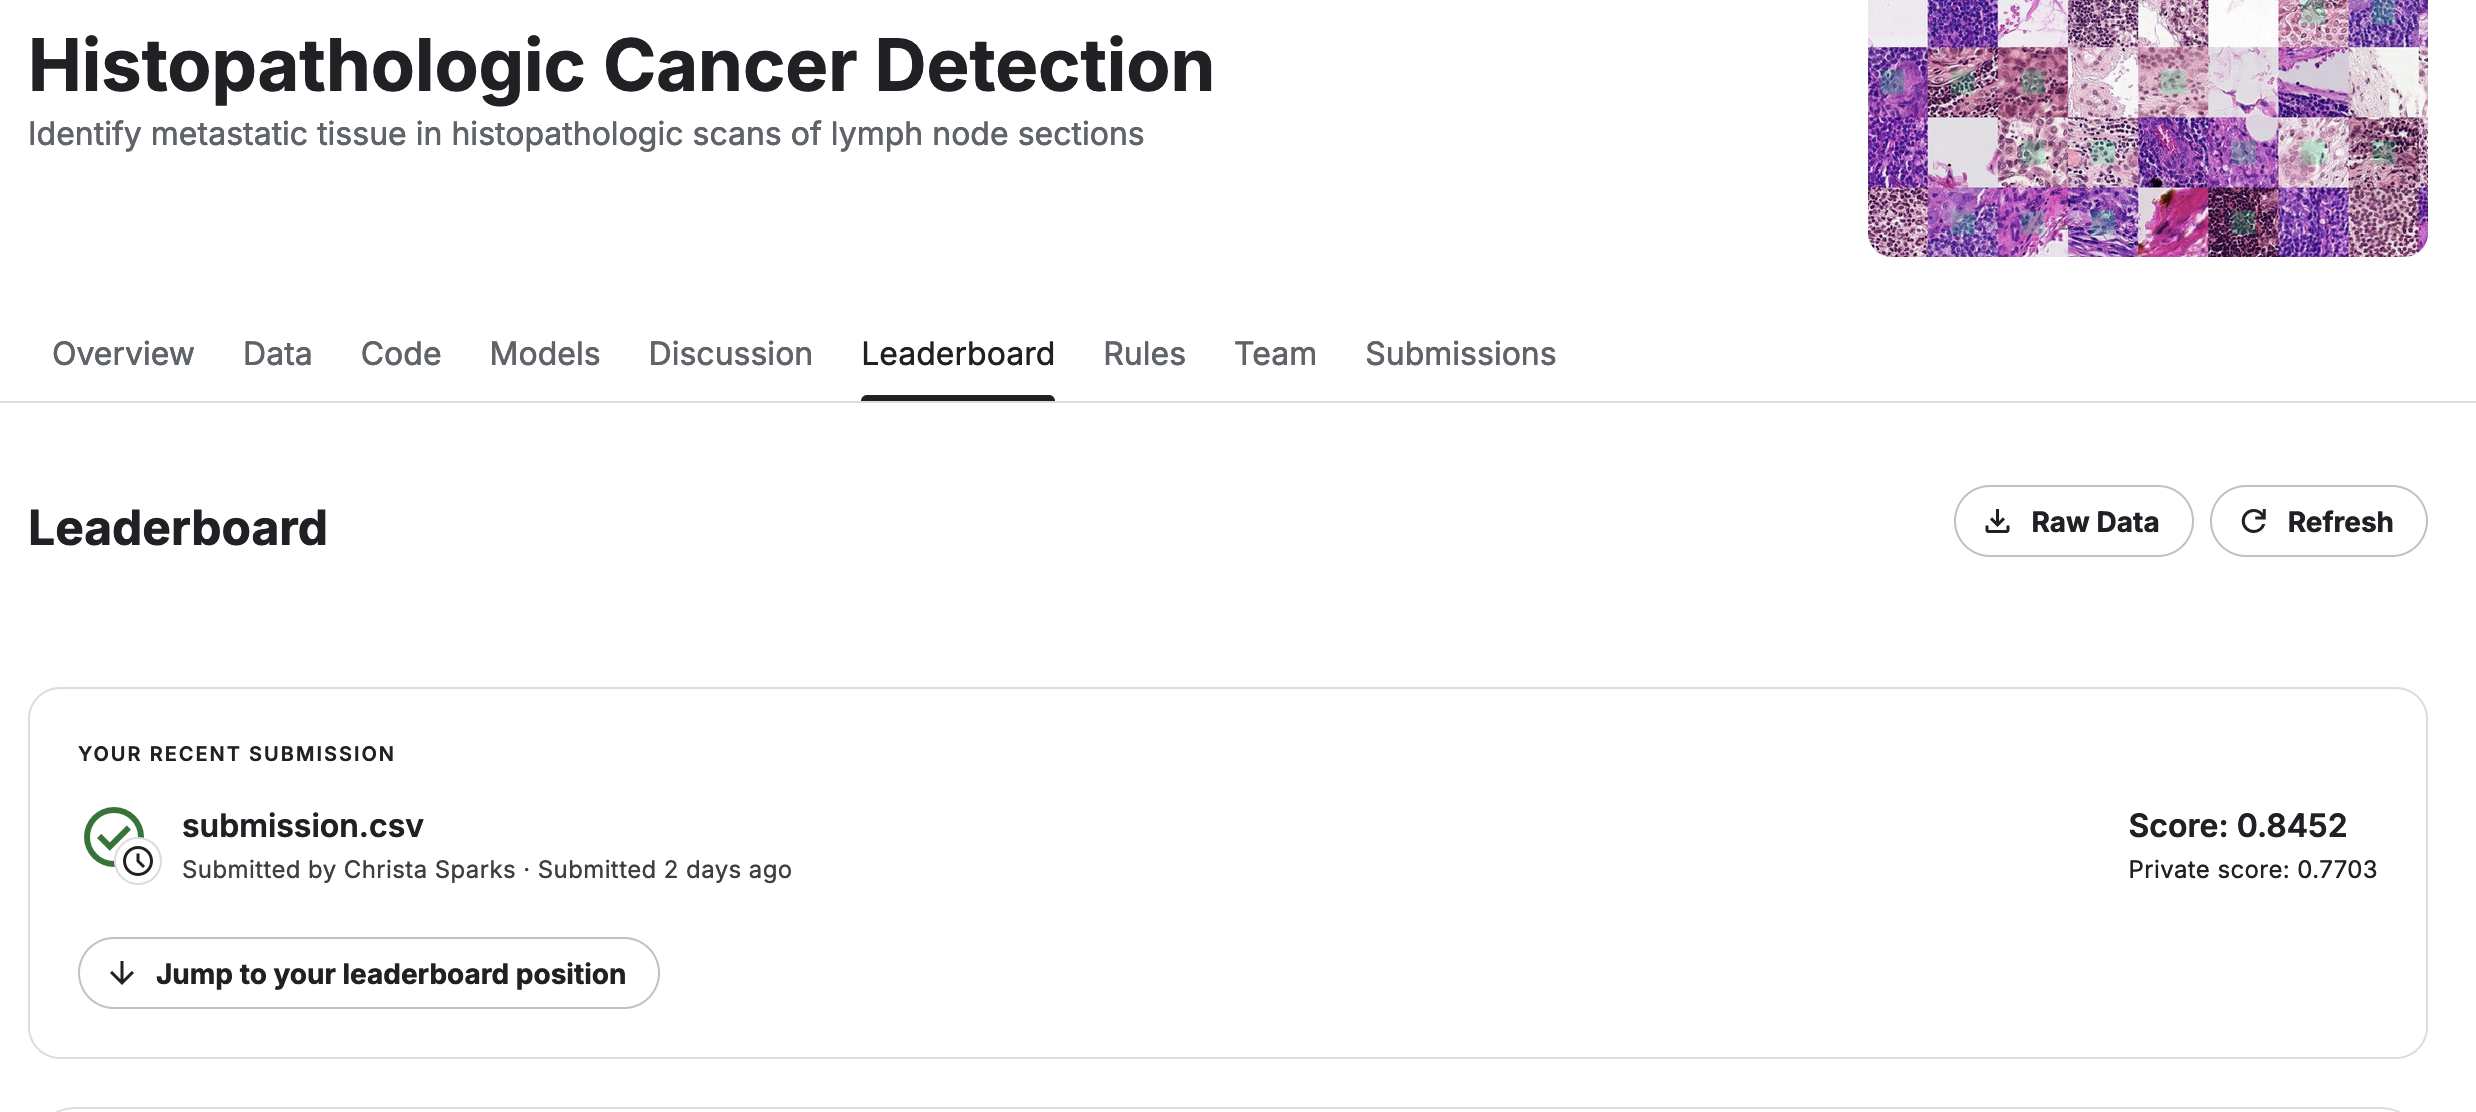 Histopathologic Cancer Detection
Identify metastatic tissue in histopathologic scans of lymph node sections
Overview Data Code Models Discussion Leaderboard Rules Team Submissions
Leaderboard
Raw Data
Refresh
YOUR RECENT SUBMISSION
submission.csv
Submitted by Christa Sparks · Submitted 2 days ago
Score: 0.8452
Private score: 0.7703
Jump to your leaderboard position